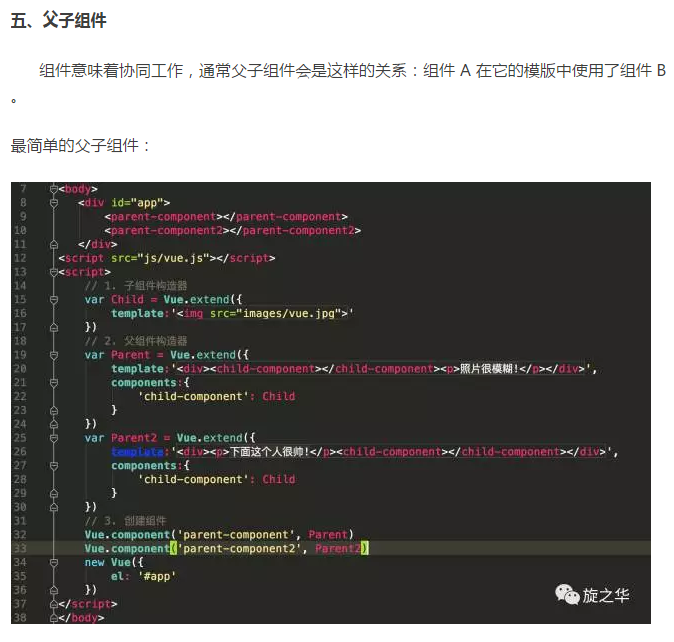 五、父子组件
组件意味着协同工作，通常父子组件会是这样的关系：组件 A 在它的模版中使用了组件 B
。
最简单的父子组件：
7 <body>
8 <div id="app">
9 <parent-component></parent-component>
10 <parent-component2></parent-component2>
11 </div>
12 <script src="js/vue.js"></script>
13 <script>
14 // 1. 子组件构造器
15 var Child = Vue.extend({
16 template:'<img src="images/vue.jpg">'
17 })
18 // 2. 父组件构造器
19 var Parent = Vue.extend({
20 template:'<div><child-component></child-component><p>照片很模糊!</p></div>',
21 components:{
22 'child-component': Child
23 }
24 })
25 var Parent2 = Vue.extend({
26 template:'<div><p>下面这个人很帅!</p><child-component></child-component></div>',
27 components:{
28 'child-component': Child
29 }
30 })
31 // 3. 创建组件
32 Vue.component('parent-component', Parent)
33 Vue.component('parent-component2', Parent2)
34 new Vue({
35 el: '#app'
36 })
37 </script>
38 </body>
旋之华